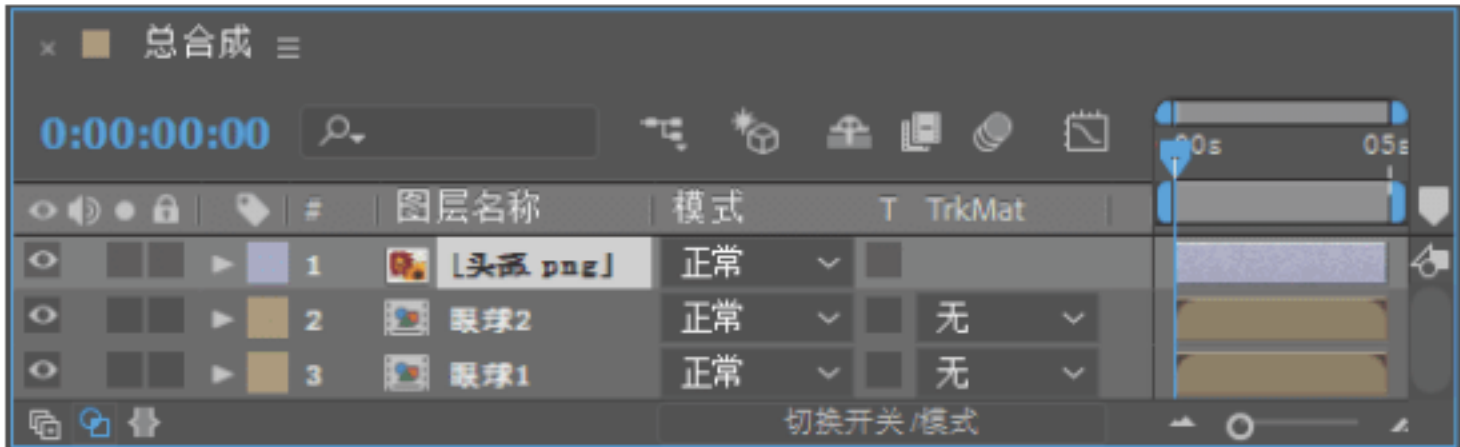 总合成
0:00:00:00
00s 05s
# 图层名称 模式 T TrkMat
1 [头部.png] 正常
2 眼球2 正常 无
3 眼球1 正常 无
切换开关/模式